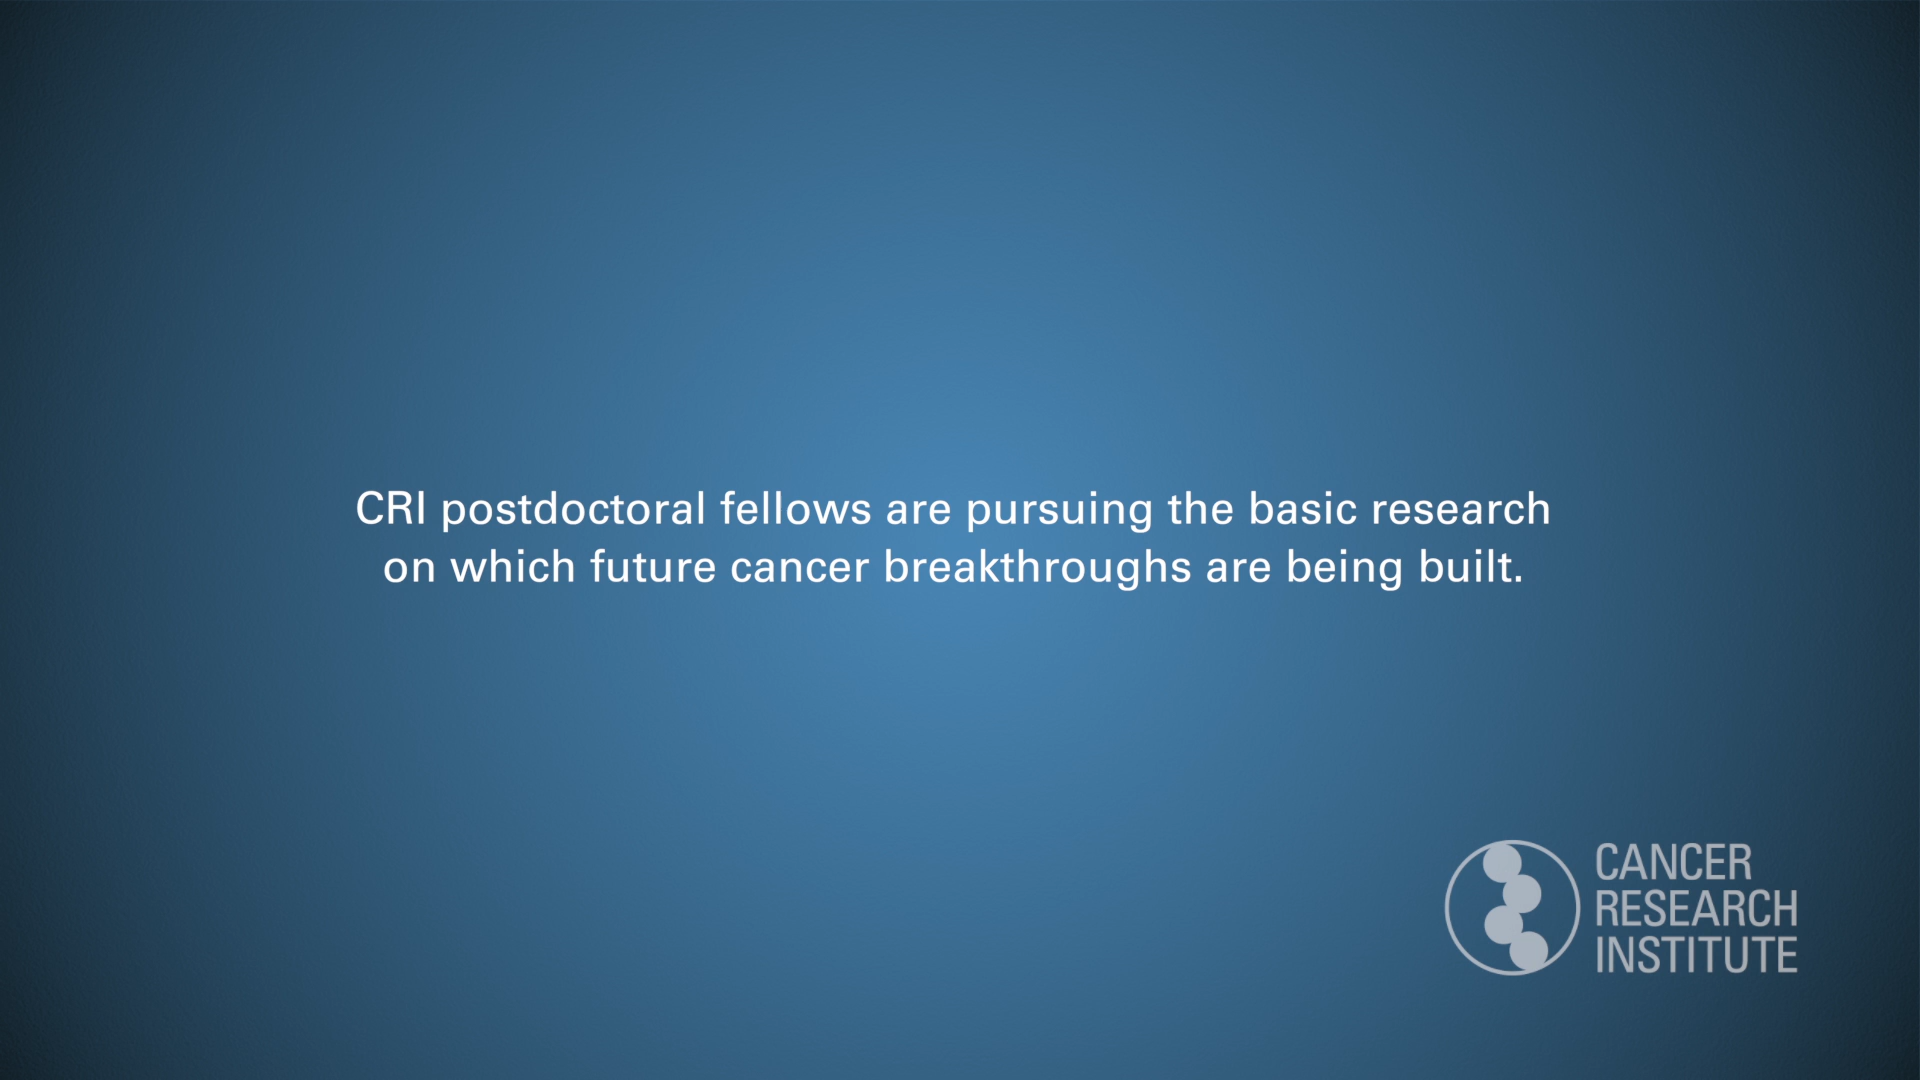 CRI postdoctoral fellows are pursuing the basic research
on which future cancer breakthroughs are being built.
CANCER
RESEARCH
INSTITUTE